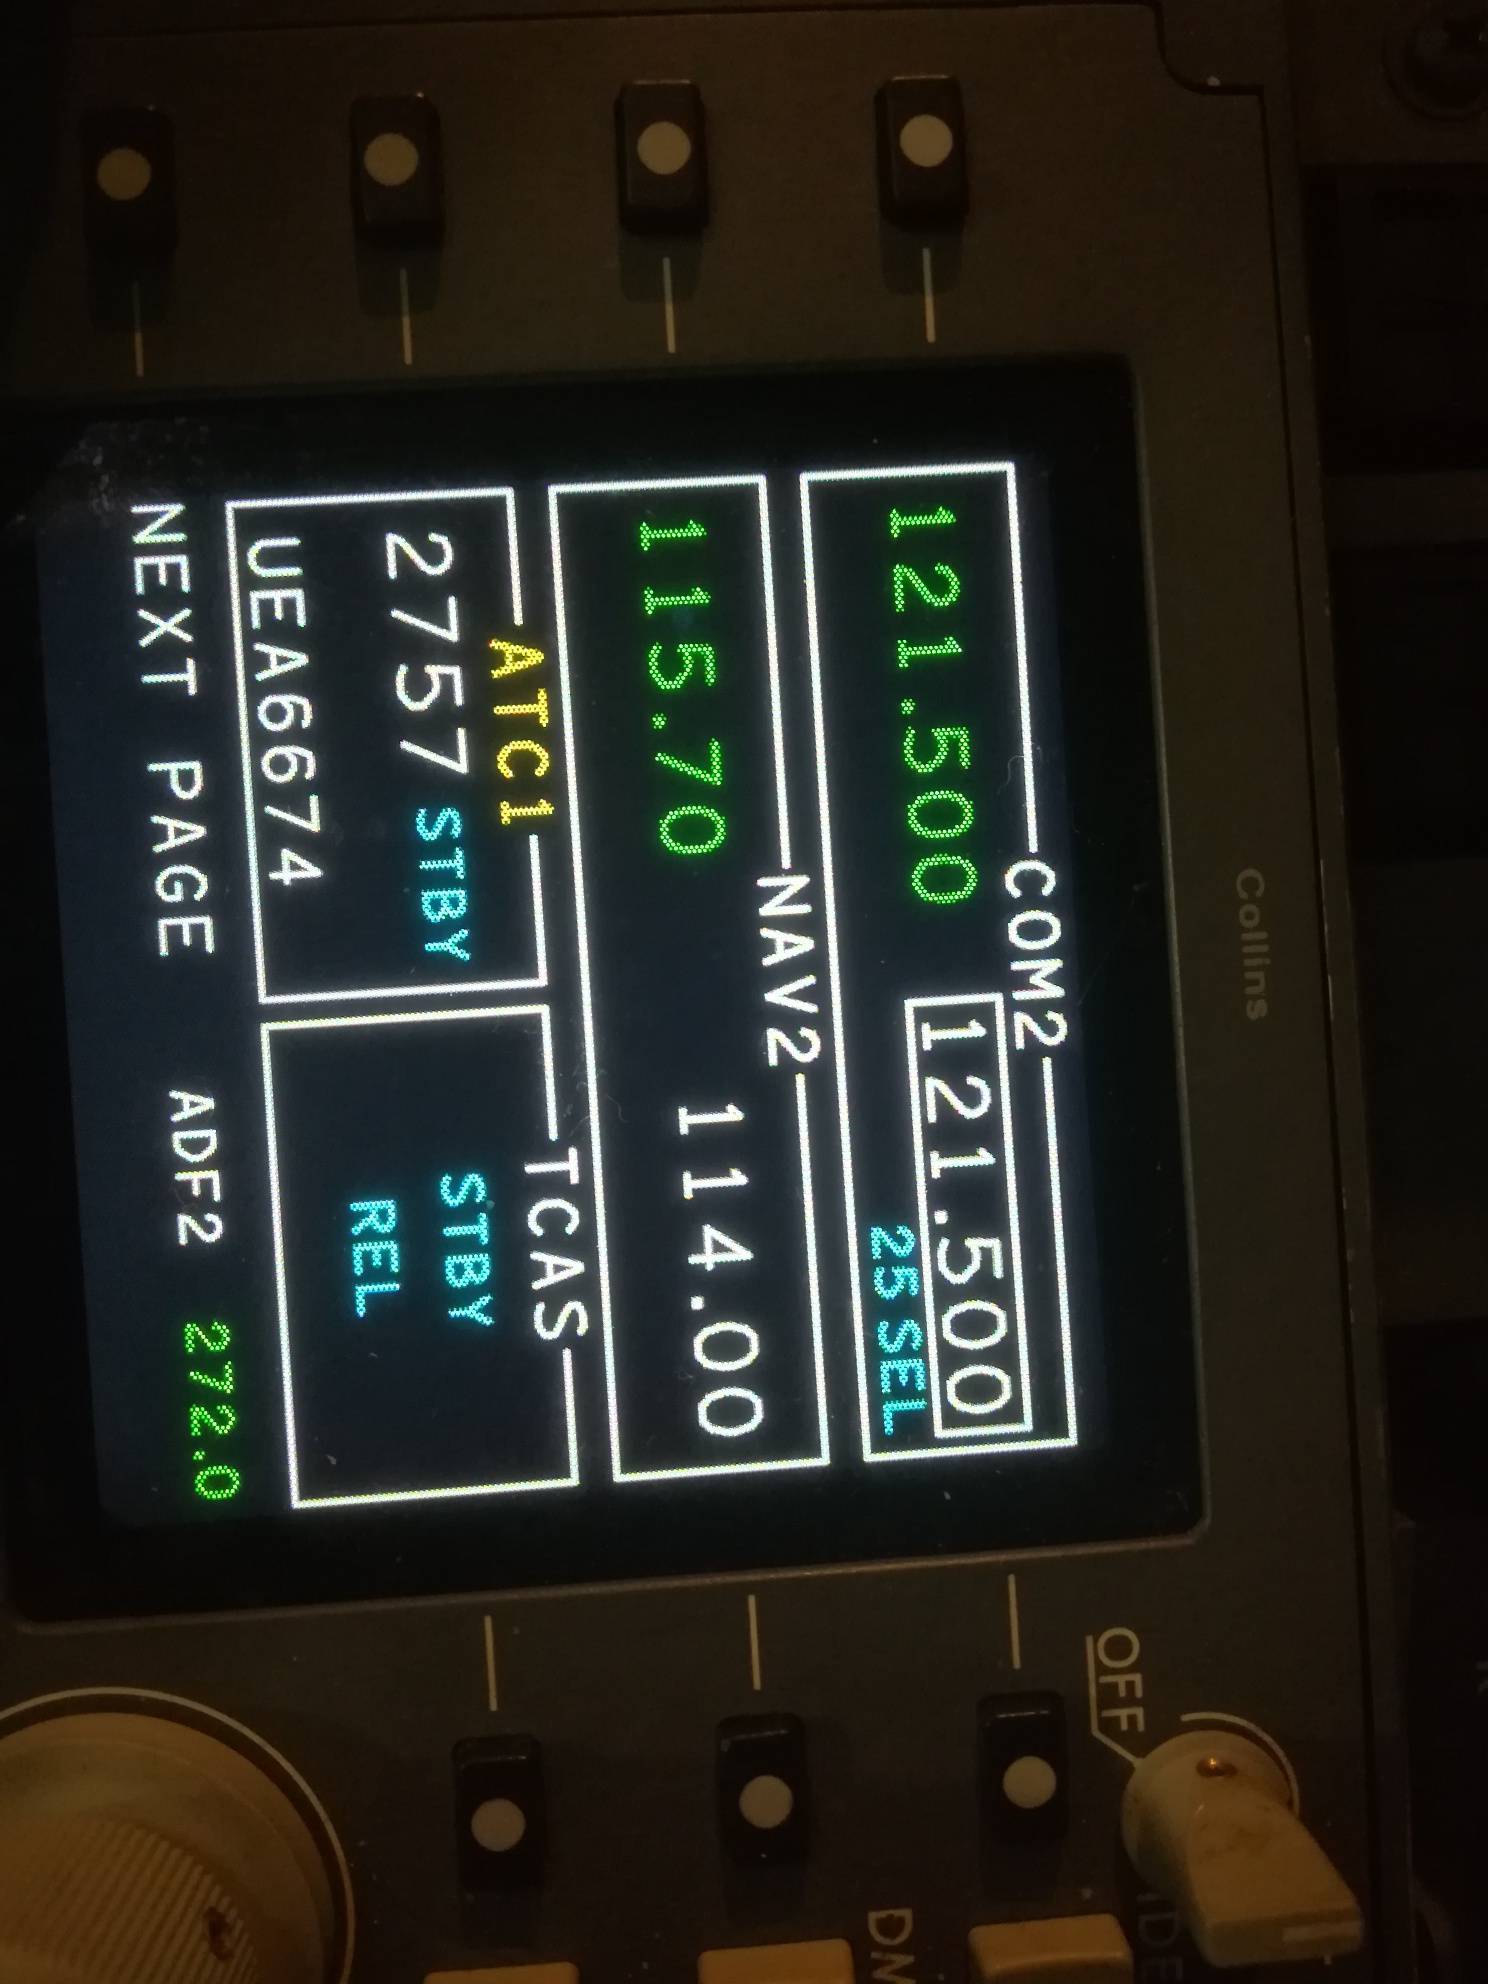 Collins
OFF
COM2
121.500 121.500
25 SEL
NAV2
115.70 114.00
ATC1 TCAS
2757 STBY STBY
UEA6674 REL
NEXT PAGE ADF2 272.0